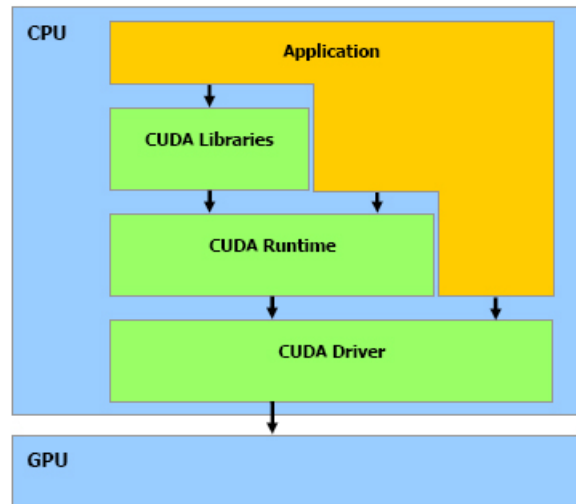 CPU
Application
CUDA Libraries
CUDA Runtime
CUDA Driver
GPU